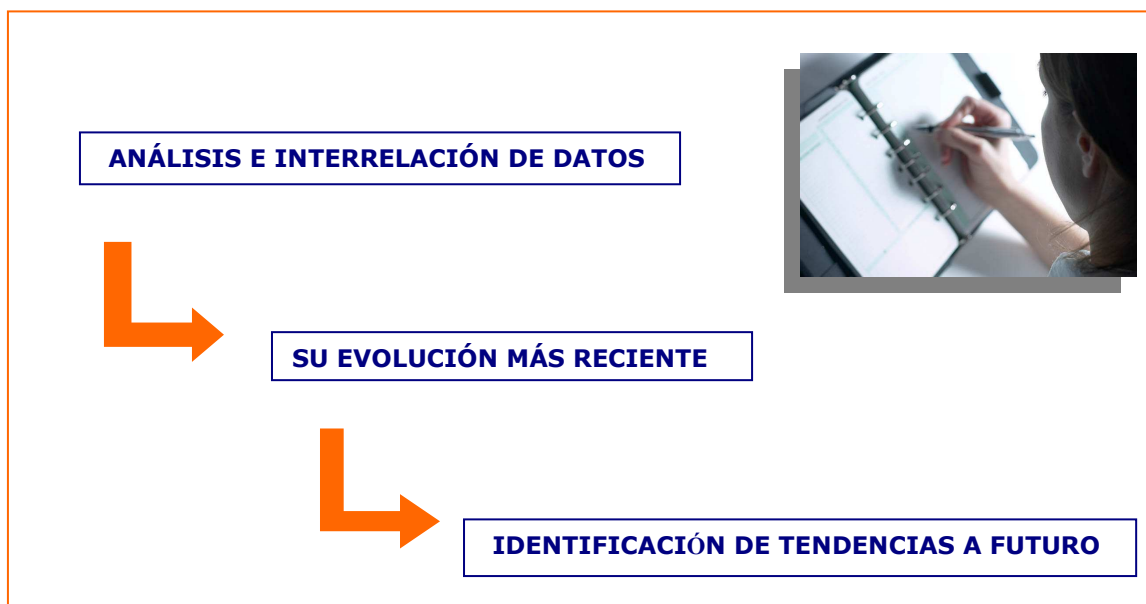 ANÁLISIS E INTERRELACIÓN DE DATOS
SU EVOLUCIÓN MÁS RECIENTE
IDENTIFICACIÓN DE TENDENCIAS A FUTURO